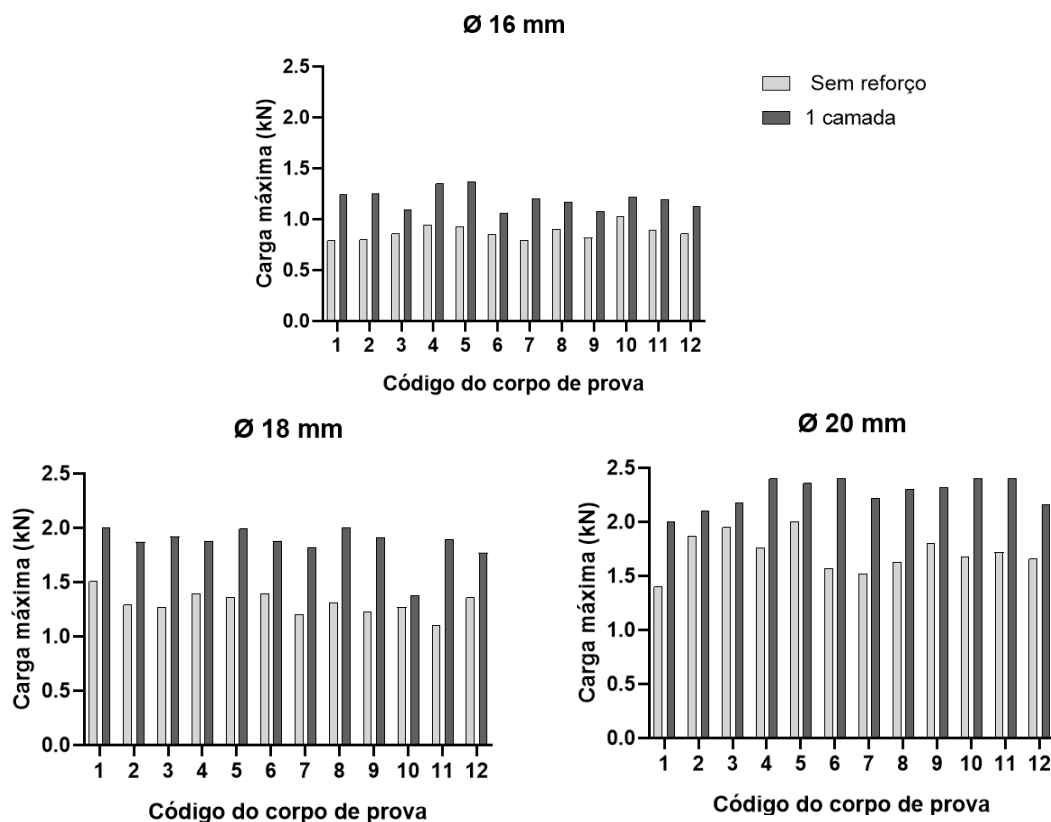 Ø 16 mm
Carga máxima (kN)
2.5
2.0
1.5
1.0
0.5
0.0
1 2 3 4 5 6 7 8 9 10 11 12
Código do corpo de prova
Sem reforço
1 camada
Ø 18 mm
Carga máxima (kN)
2.5
2.0
1.5
1.0
0.5
0.0
1 2 3 4 5 6 7 8 9 10 11 12
Código do corpo de prova
Ø 20 mm
Carga máxima (kN)
2.5
2.0
1.5
1.0
0.5
0.0
1 2 3 4 5 6 7 8 9 10 11 12
Código do corpo de prova